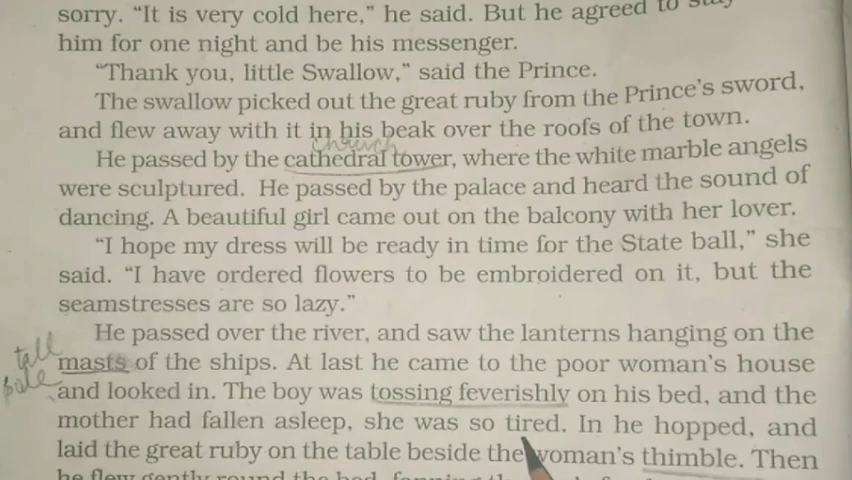 sorry. “It is very cold here,” he said. But he agreed to stay
him for one night and be his messenger.
“Thank you, little Swallow,” said the Prince.
The swallow picked out the great ruby from the Prince’s sword,
and flew away with it in his beak over the roofs of the town.
church
He passed by the cathedral tower, where the white marble angels
were sculptured. He passed by the palace and heard the sound of
dancing. A beautiful girl came out on the balcony with her lover.
“I hope my dress will be ready in time for the State ball,” she
said. “I have ordered flowers to be embroidered on it, but the
seamstresses are so lazy.”
He passed over the river, and saw the lanterns hanging on the
tall
masts of the ships. At last he came to the poor woman’s house
pole
and looked in. The boy was tossing feverishly on his bed, and the
mother had fallen asleep, she was so tired. In he hopped, and
laid the great ruby on the table beside the woman’s thimble. Then
he flew gently round the bed,